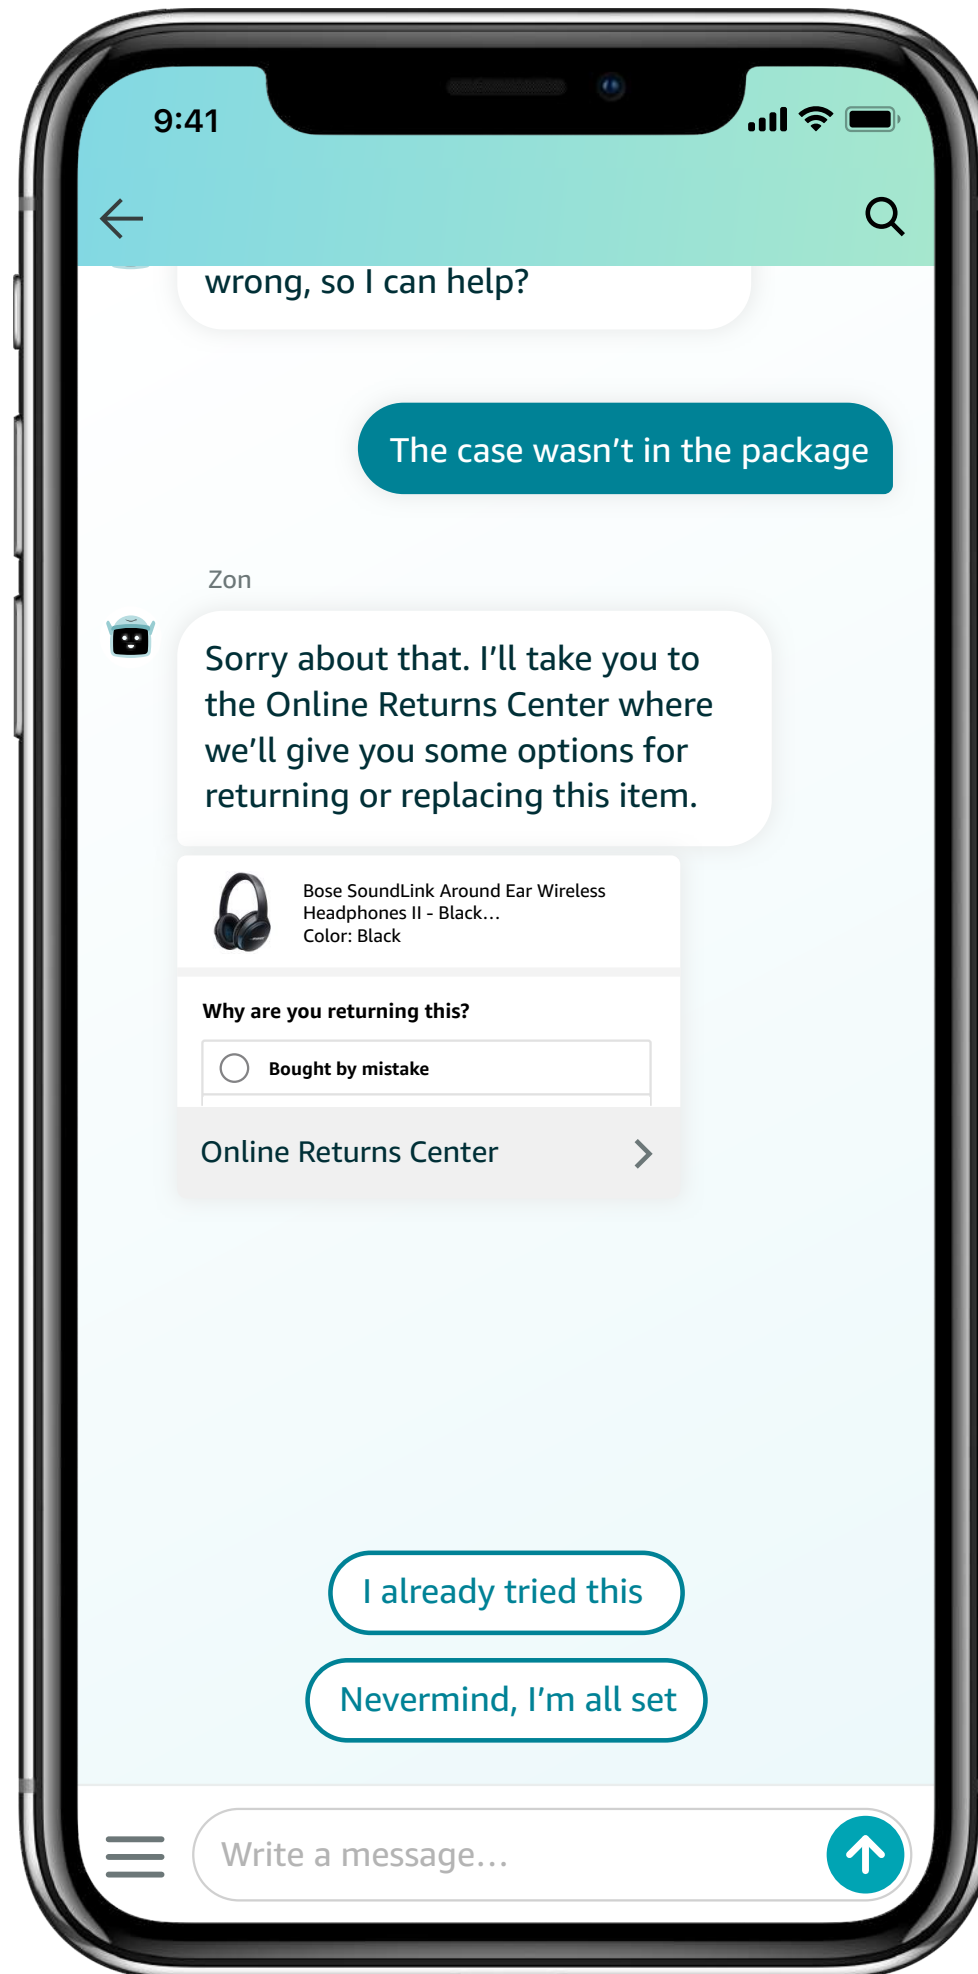 9:41
wrong, so I can help?
The case wasn't in the package
Zon
Sorry about that. I'll take you to
the Online Returns Center where
we'll give you some options for
returning or replacing this item.
Bose SoundLink Around Ear Wireless
Headphones II - Black…
Color: Black
Why are you returning this?
Bought by mistake
Online Returns Center
I already tried this
Nevermind, I'm all set
Write a message…